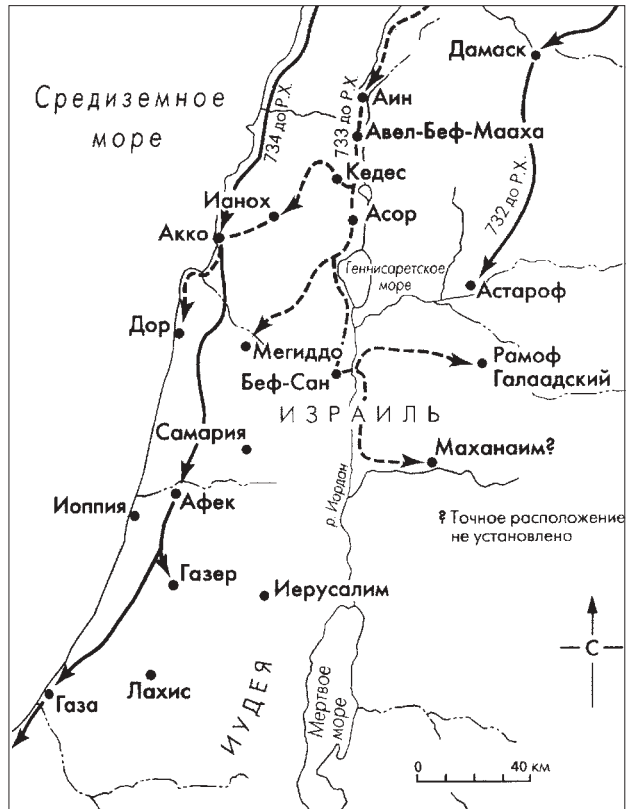 Дамаск
Средиземное
море
734 до Р.Х.
733 до Р.Х.
Аин
Авел-Беф-Мааха
Кедес
Ианох
Асор
732 до Р.Х.
Акко
Геннисаретское
море
Астароф
Дор
Мегиддо
Рамоф
Галаадский
Беф-Сан
ИЗРАИЛЬ
Самария
Маханаим?
р. Иордан
Иоппия
Афек
? Точное расположение
не установлено
Газер
Иерусалим
С
Газа
Лахис
ИУДЕЯ
Мертвое
море
0 40 км